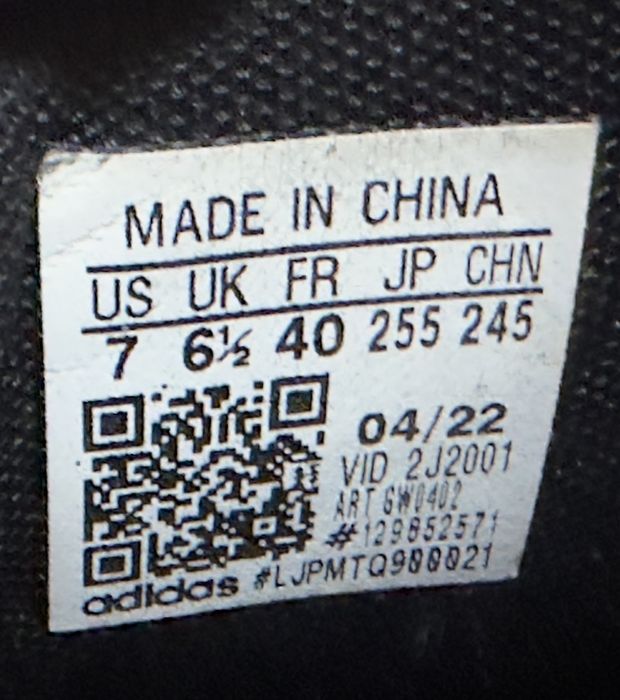 MADE IN CHINA
US UK FR JP CHN
7 6½ 40 255 245
04/22
VID 2J2001
ART GW0402
#129852571
adidas #LJPMTQ900021